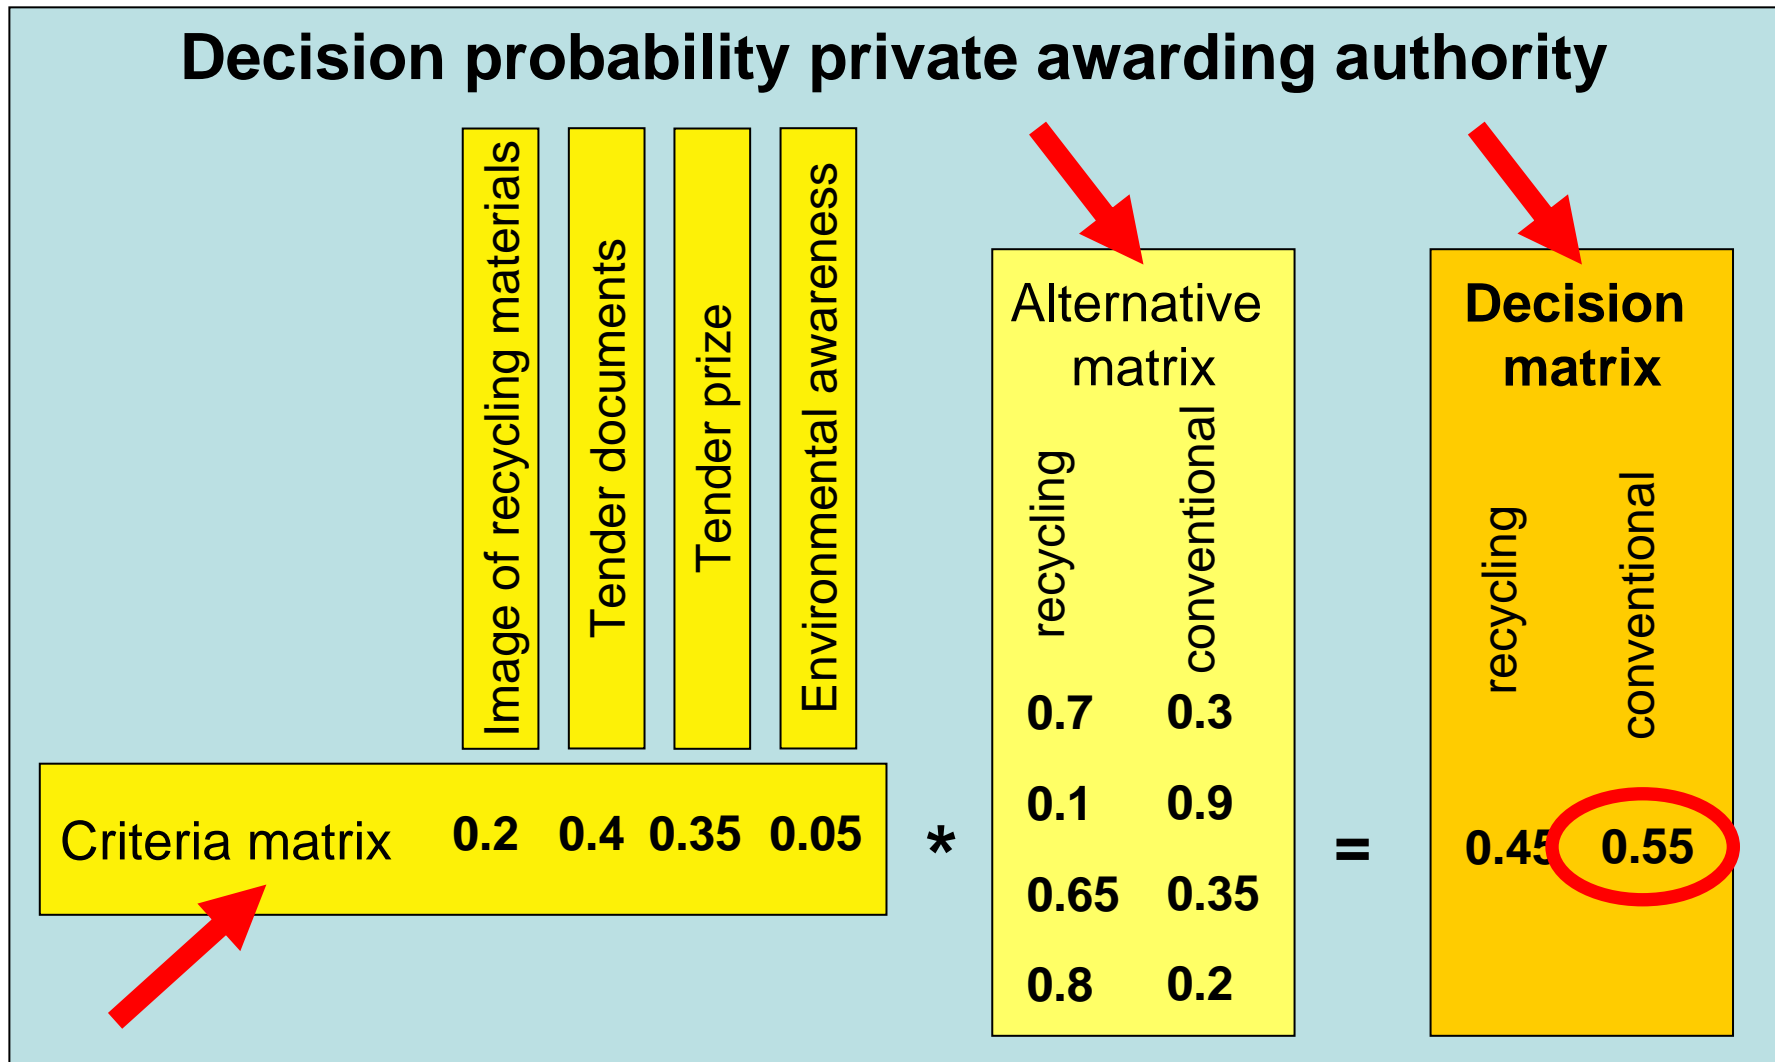 Decision probability private awarding authority
Image of recycling materials
Tender documents
Tender prize
Environmental awareness
Criteria matrix 0.2 0.4 0.35 0.05
*
Alternative
matrix
recycling conventional
0.7 0.3
0.1 0.9
0.65 0.35
0.8 0.2
=
Decision
matrix
recycling conventional
0.45 0.55